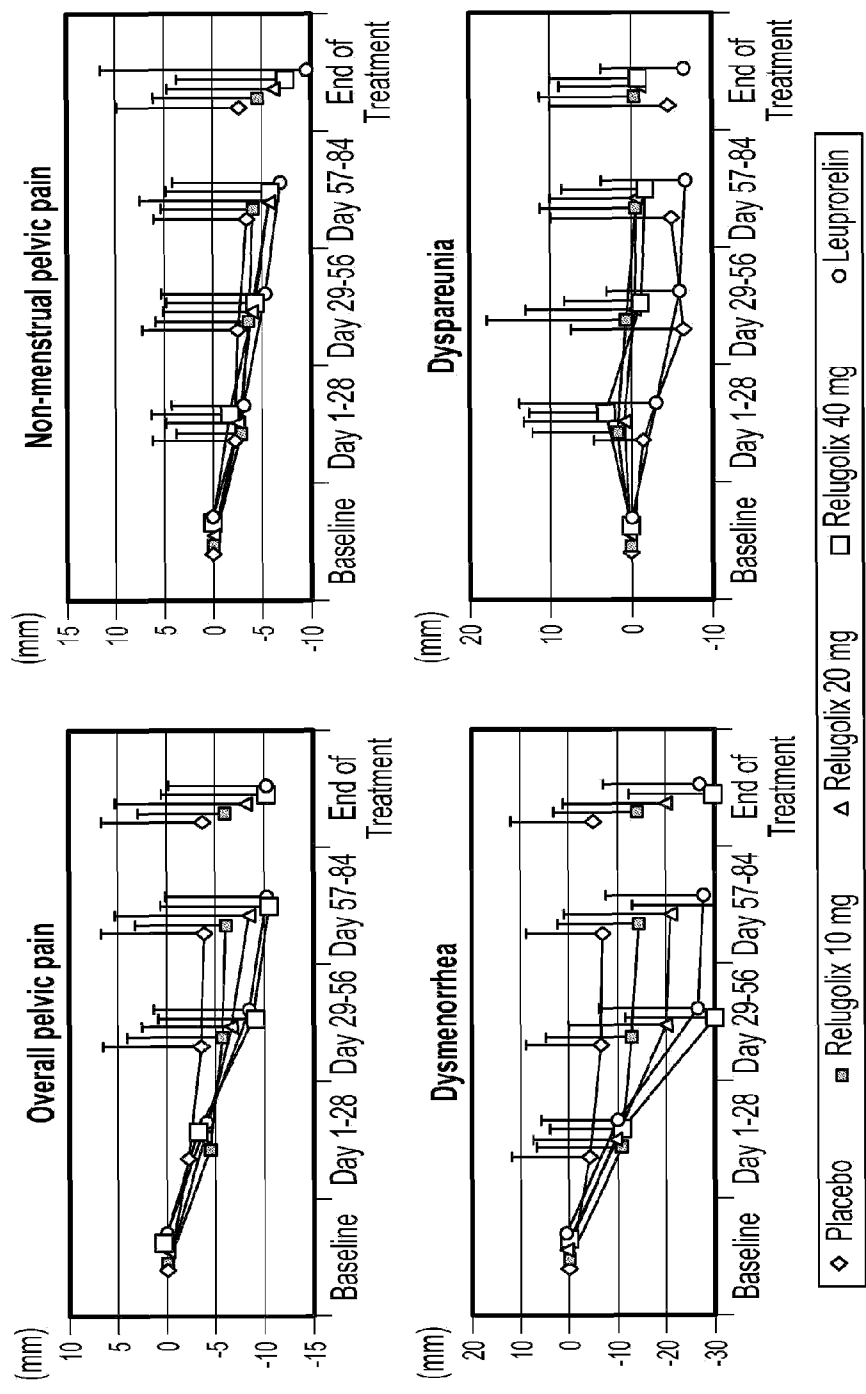 Overall pelvic pain
(mm)
10
5
0
-5
-10
-15
Baseline Day 1-28 Day 29-56 Day 57-84 End of
Treatment
Non-menstrual pelvic pain
(mm)
15
10
5
0
-5
-10
Baseline Day 1-28 Day 29-56 Day 57-84 End of
Treatment
Dysmenorrhea
(mm)
20
10
0
-10
-20
-30
Baseline Day 1-28 Day 29-56 Day 57-84 End of
Treatment
Dyspareunia
(mm)
20
10
0
-10
Baseline Day 1-28 Day 29-56 Day 57-84 End of
Treatment
Placebo Relugolix 10 mg Relugolix 20 mg Relugolix 40 mg Leuprorelin